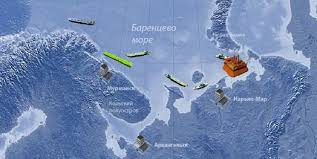 Баренцево
море
Мурманск
Кольский
полуостров
Нарьян-Мар
Архангельск